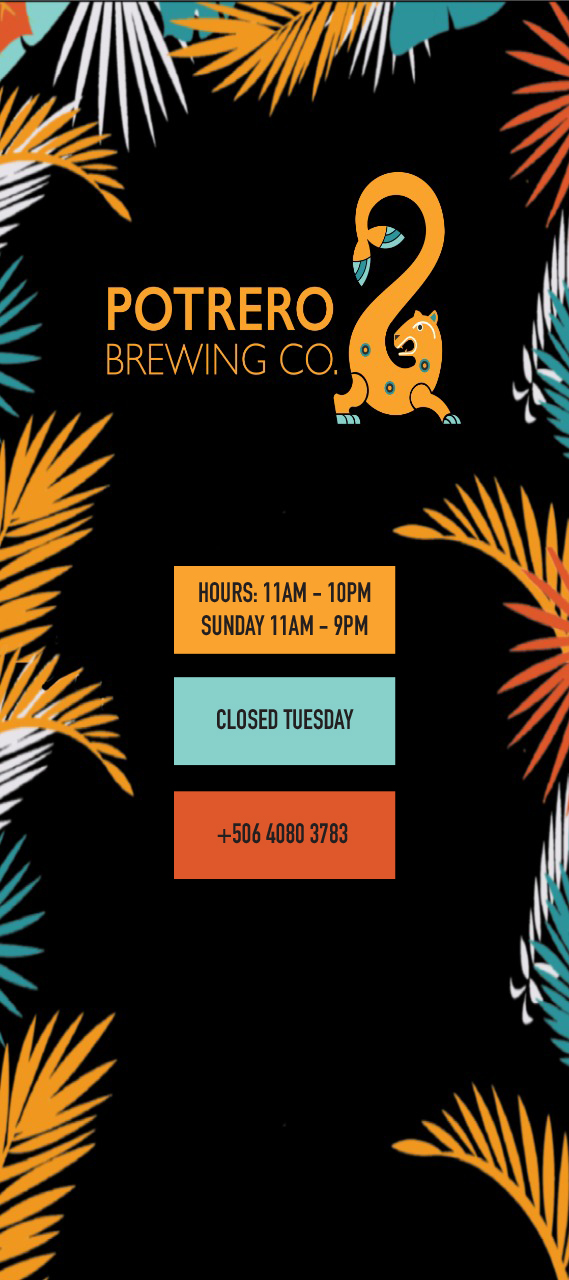 POTRERO
BREWING CO.
HOURS: 11AM - 10PM
SUNDAY 11AM - 9PM
CLOSED TUESDAY
+506 4080 3783